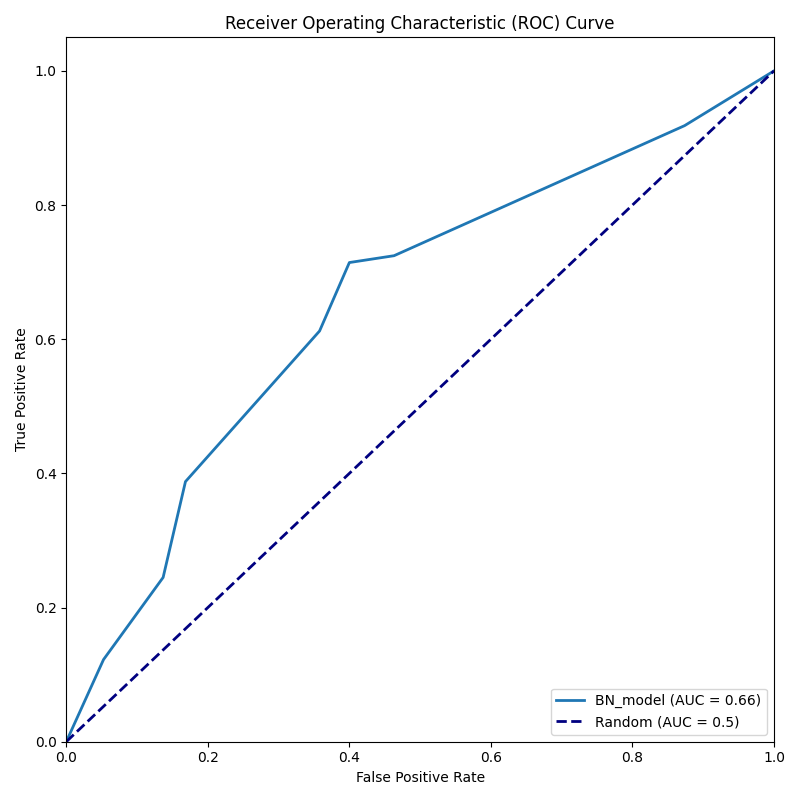 Receiver Operating Characteristic (ROC) Curve
True Positive Rate
1.0
0.8
0.6
0.4
0.2
0.0
BN_model (AUC = 0.66)
Random (AUC = 0.5)
0.0 0.2 0.4 0.6 0.8 1.0
False Positive Rate